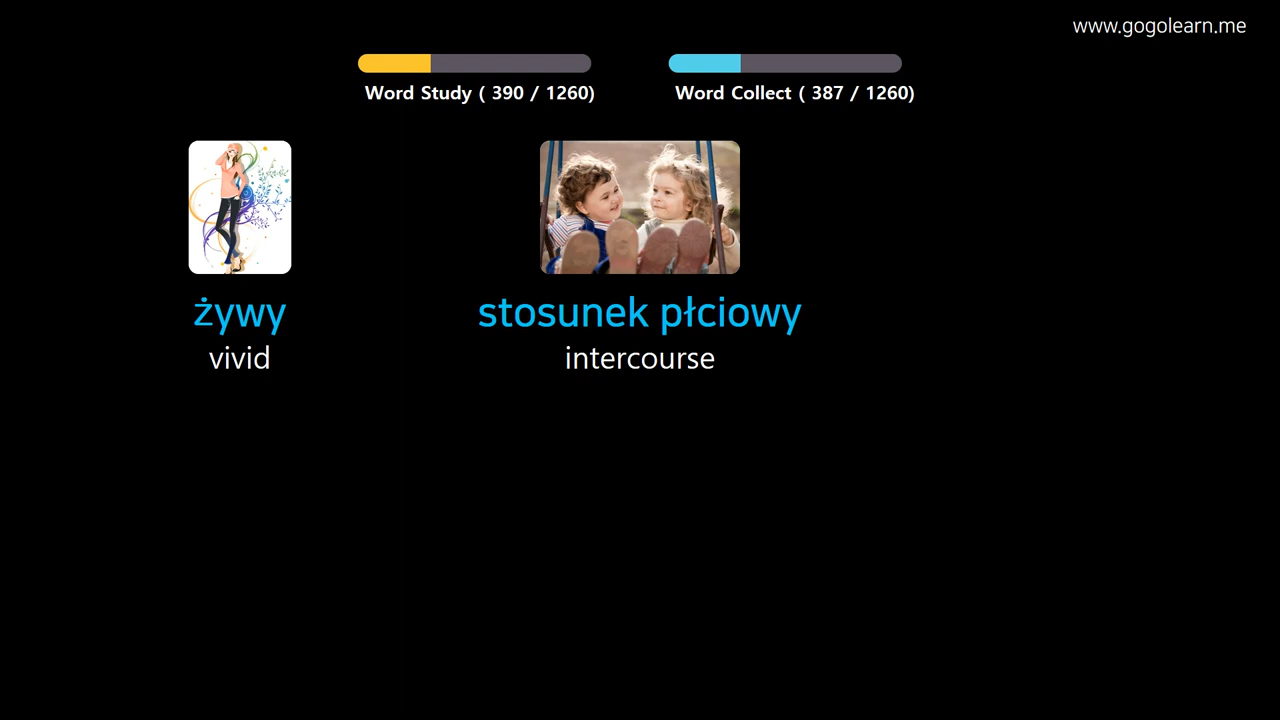 www.gogolearn.me
Word Study ( 390 / 1260)
Word Collect ( 387 / 1260)
żywy
vivid
stosunek płciowy
intercourse